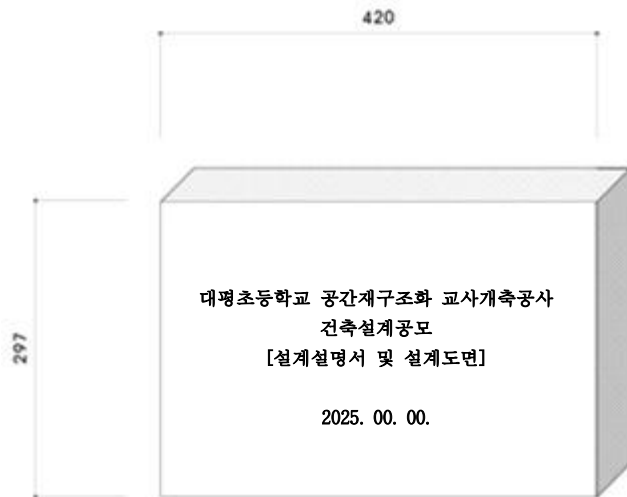 420
297
대평초등학교 공간재구조화 교사개축공사
건축설계공모
[설계설명서 및 설계도면]
2025. 00. 00.